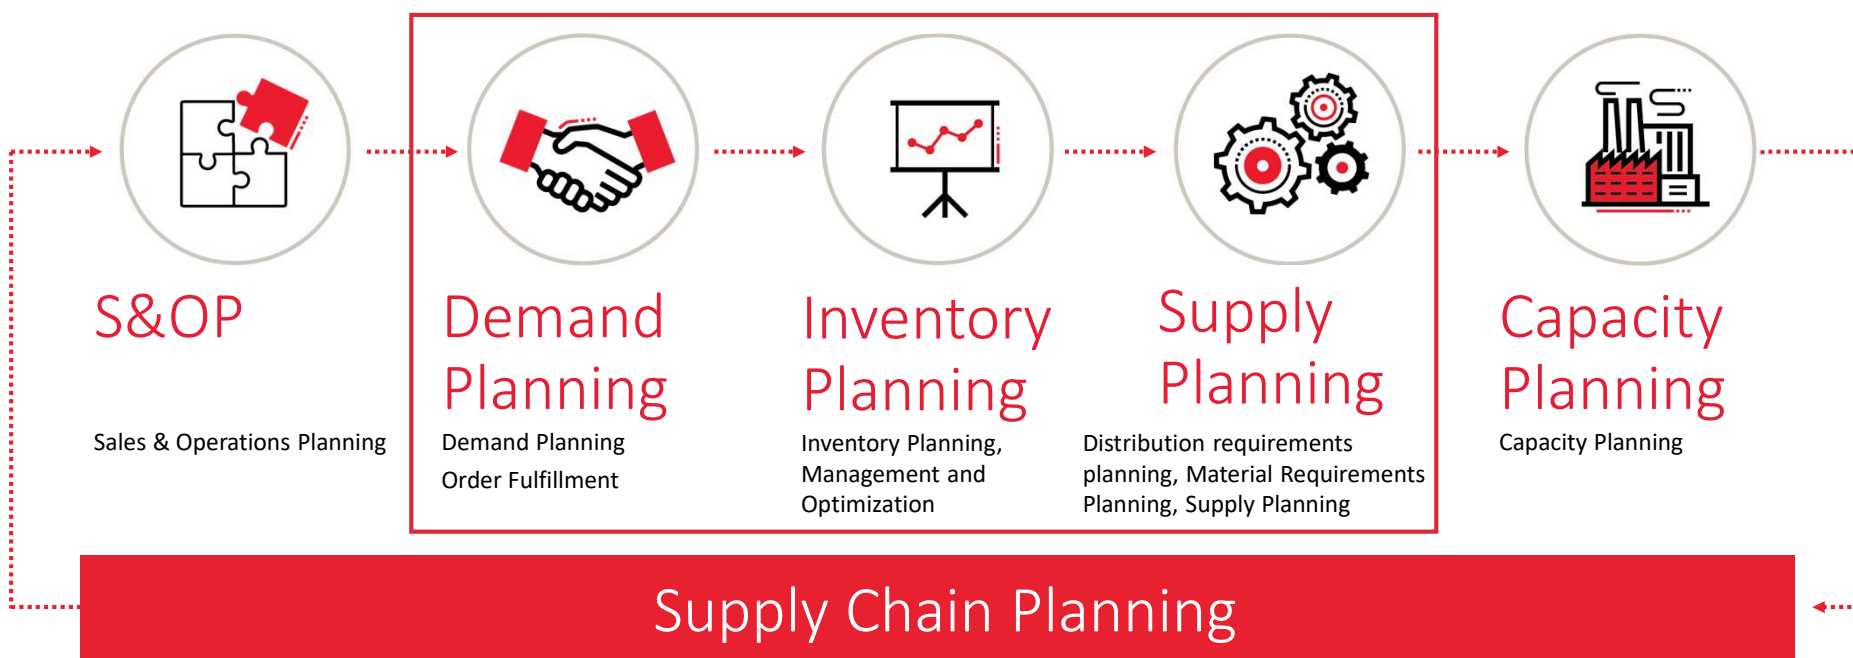 S&OP
Sales & Operations Planning
Demand
Planning
Demand Planning
Order Fulfillment
Inventory
Planning
Inventory Planning,
Management and
Optimization
Supply
Planning
Distribution requirements
planning, Material Requirements
Planning, Supply Planning
Capacity
Planning
Capacity Planning
Supply Chain Planning